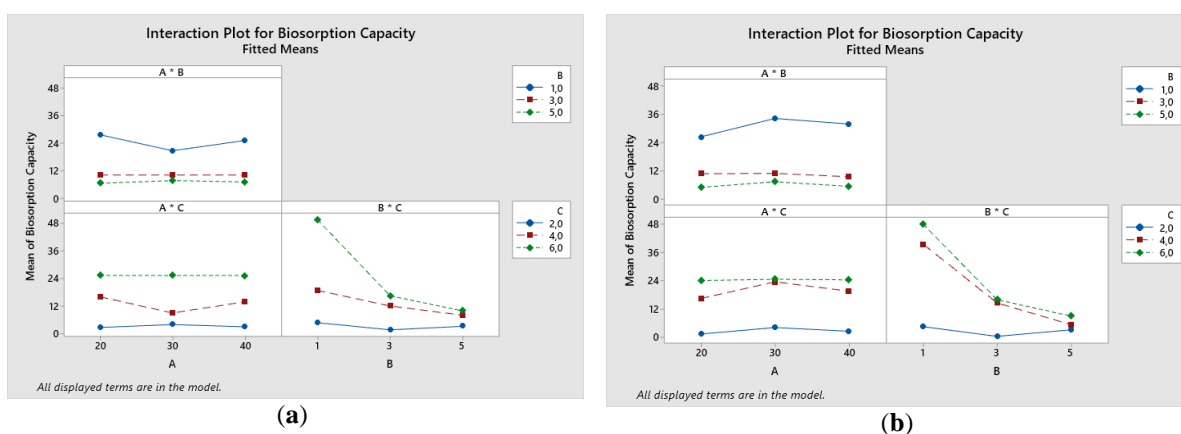 Interaction Plot for Biosorption Capacity
Fitted Means
A * B
B
1,0
3,0
5,0
48
36
24
12
0
Mean of Biosorption Capacity
A * C
B * C
C
2,0
4,0
6,0
48
36
24
12
0
20 30 40 1 3 5
A B
All displayed terms are in the model.
(a)
Interaction Plot for Biosorption Capacity
Fitted Means
A * B
B
1,0
3,0
5,0
48
36
24
12
0
Mean of Biosorption Capacity
A * C
B * C
C
2,0
4,0
6,0
48
36
24
12
0
20 30 40 1 3 5
A B
All displayed terms are in the model.
(b)